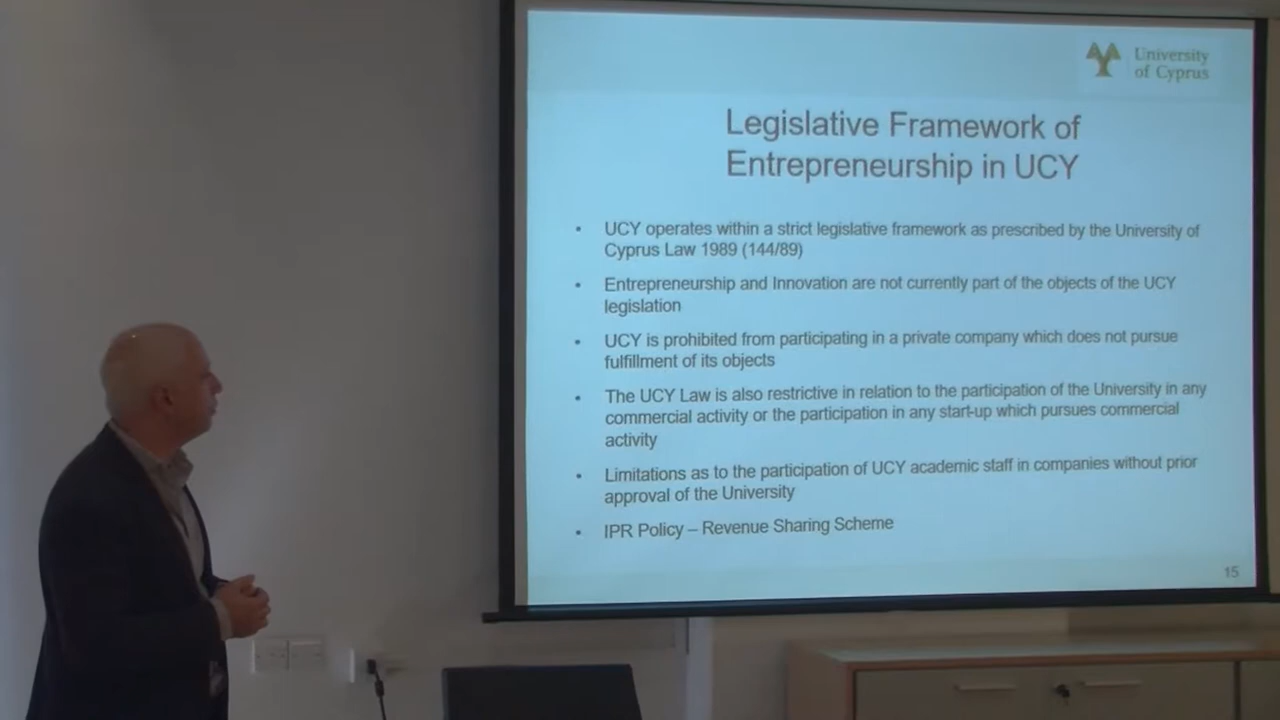 University
of Cyprus
Legislative Framework of
Entrepreneurship in UCY
• UCY operates within a strict legislative framework as prescribed by the University of
Cyprus Law 1989 (144/89)
• Entrepreneurship and Innovation are not currently part of the objects of the UCY
legislation
• UCY is prohibited from participating in a private company which does not pursue
fulfillment of its objects
• The UCY Law is also restrictive in relation to the participation of the University in any
commercial activity or the participation in any start-up which pursues commercial
activity
• Limitations as to the participation of UCY academic staff in companies without prior
approval of the University
• IPR Policy – Revenue Sharing Scheme
15